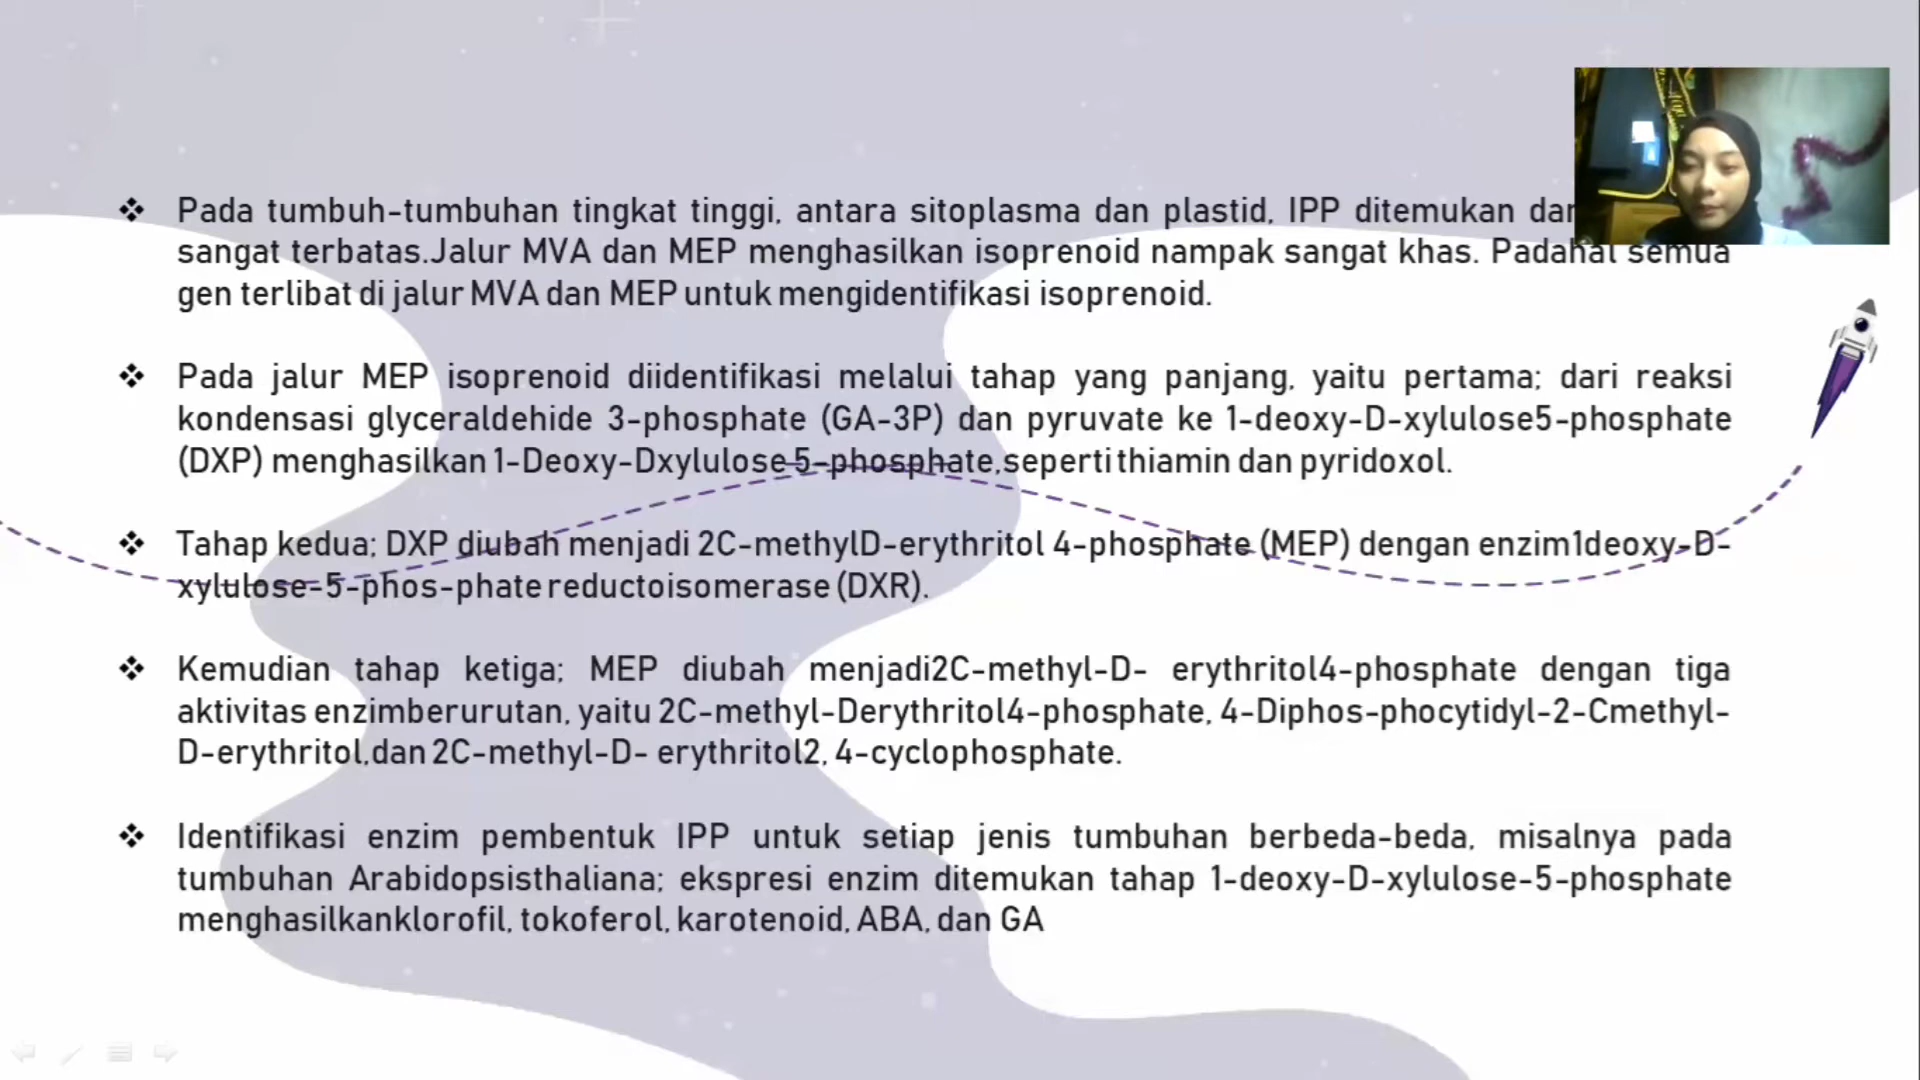 ❖ Pada tumbuh-tumbuhan tingkat tinggi, antara sitoplasma dan plastid, IPP ditemukan
sangat terbatas.Jalur MVA dan MEP menghasilkan isoprenoid nampak sangat khas. Padahal semua
gen terlibat di jalur MVA dan MEP untuk mengidentifikasi isoprenoid.
❖ Pada jalur MEP isoprenoid diidentifikasi melalui tahap yang panjang, yaitu pertama; dari reaksi
kondensasi glyceraldehide 3-phosphate (GA-3P) dan pyruvate ke 1-deoxy-D-xylulose5-phosphate
(DXP) menghasilkan 1-Deoxy-Dxylulose 5-phosphate,seperti thiamin dan pyridoxol.
❖ Tahap kedua; DXP diubah menjadi 2C-methylD-erythritol 4-phosphate (MEP) dengan enzim1deoxy-D-
xylulose-5-phos-phate reductoisomerase (DXR).
❖ Kemudian tahap ketiga; MEP diubah menjadi2C-methyl-D- erythritol4-phosphate dengan tiga
aktivitas enzimberurutan, yaitu 2C-methyl-Derythritol4-phosphate, 4-Diphos-phocytidyl-2-Cmethyl-
D-erythritol,dan 2C-methyl-D- erythritol2, 4-cyclophosphate.
❖ Identifikasi enzim pembentuk IPP untuk setiap jenis tumbuhan berbeda-beda, misalnya pada
tumbuhan Arabidopsisthaliana; ekspresi enzim ditemukan tahap 1-deoxy-D-xylulose-5-phosphate
menghasilkanklorofil, tokoferol, karotenoid, ABA, dan GA